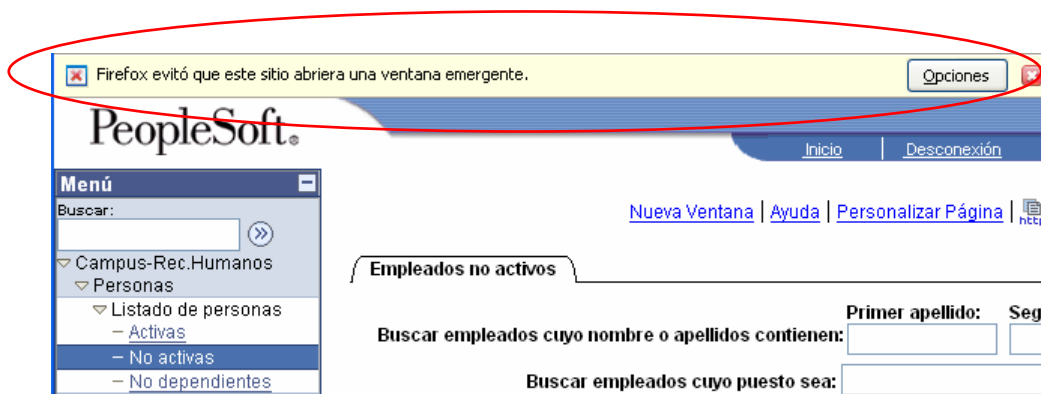 Firefox evitó que este sitio abriera una ventana emergente.
Opciones
PeopleSoft®
Inicio | Desconexión
Menú
Buscar:
Nueva Ventana | Ayuda | Personalizar Página | http
Campus-Rec.Humanos
Personas
Listado de personas
– Activas
– No activas
– No dependientes
Empleados no activos
Primer apellido:
Seg
Buscar empleados cuyo nombre o apellidos contienen:
Buscar empleados cuyo puesto sea: